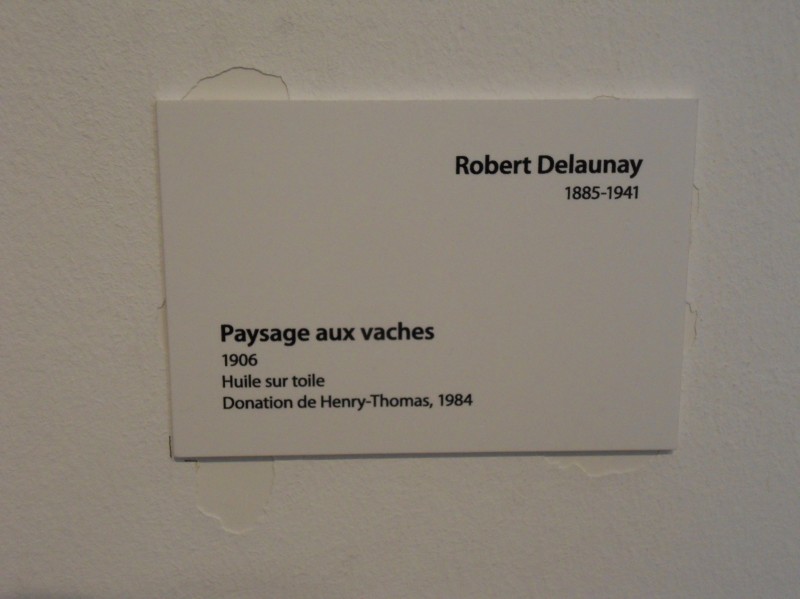 Robert Delaunay
1885-1941
Paysage aux vaches
1906
Huile sur toile
Donation de Henry-Thomas, 1984